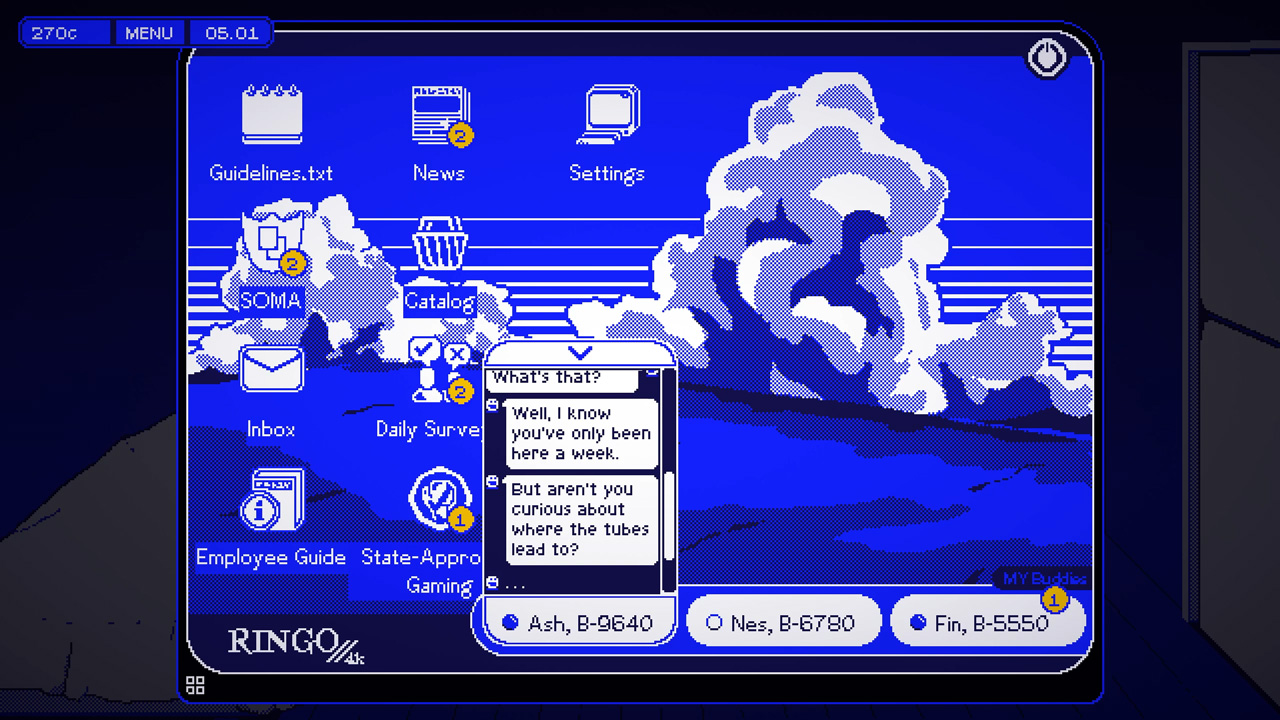 270c MENU 05.01
Guidelines.txt
News
2
Settings
SOMA
2
Catalog
Inbox
Daily Surve
2
Employee Guide
State-Appro
Gaming
1
What's that?
Well, I know
you've only been
here a week.
But aren't you
curious about
where the tubes
lead to?
...
MY Buddies
Ash, B-9640
Nes, B-6780
Fin, B-5550
1
RINGO//4k